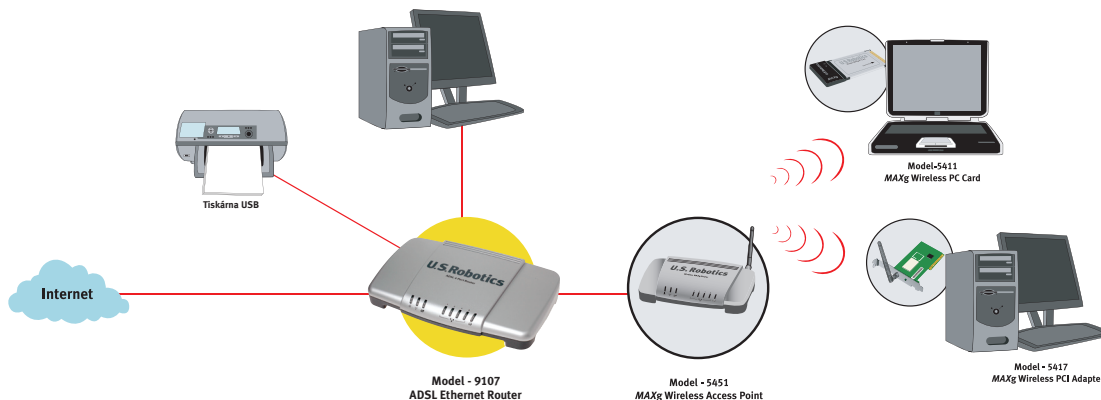 Tiskárna USB
Internet
U.S.Robotics
Model - 9107
ADSL Ethernet Router
U.S.Robotics
Model - 5451
MAXg Wireless Access Point
Model-5411
MAXg Wireless PC Card
Model - 5417
MAXg Wireless PCI Adapte